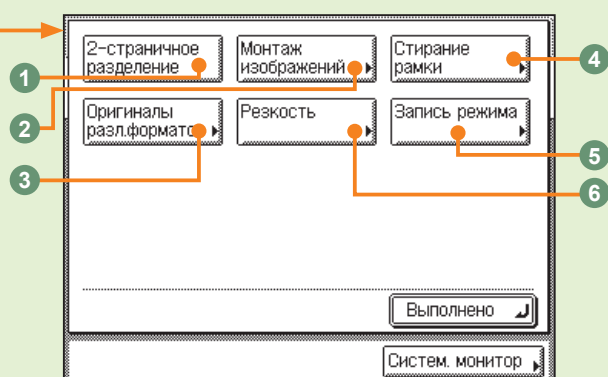 2-страничное
разделение
Монтаж
изображений
Стирание
рамки
Оригиналы
разл.формато
Резкость
Запись режима
Выполнено
Систем. монитор
1
2
3
4
5
6